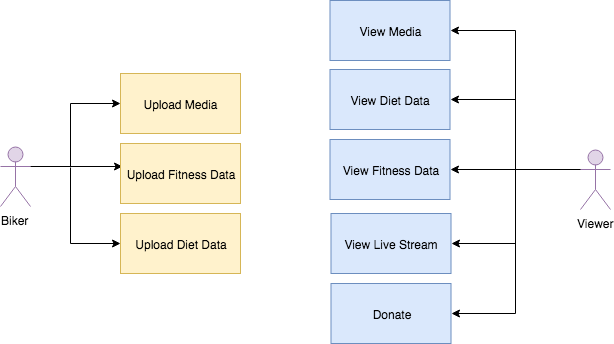 View Media
Upload Media
View Diet Data
Upload Fitness Data
View Fitness Data
Biker
Viewer
Upload Diet Data
View Live Stream
Donate